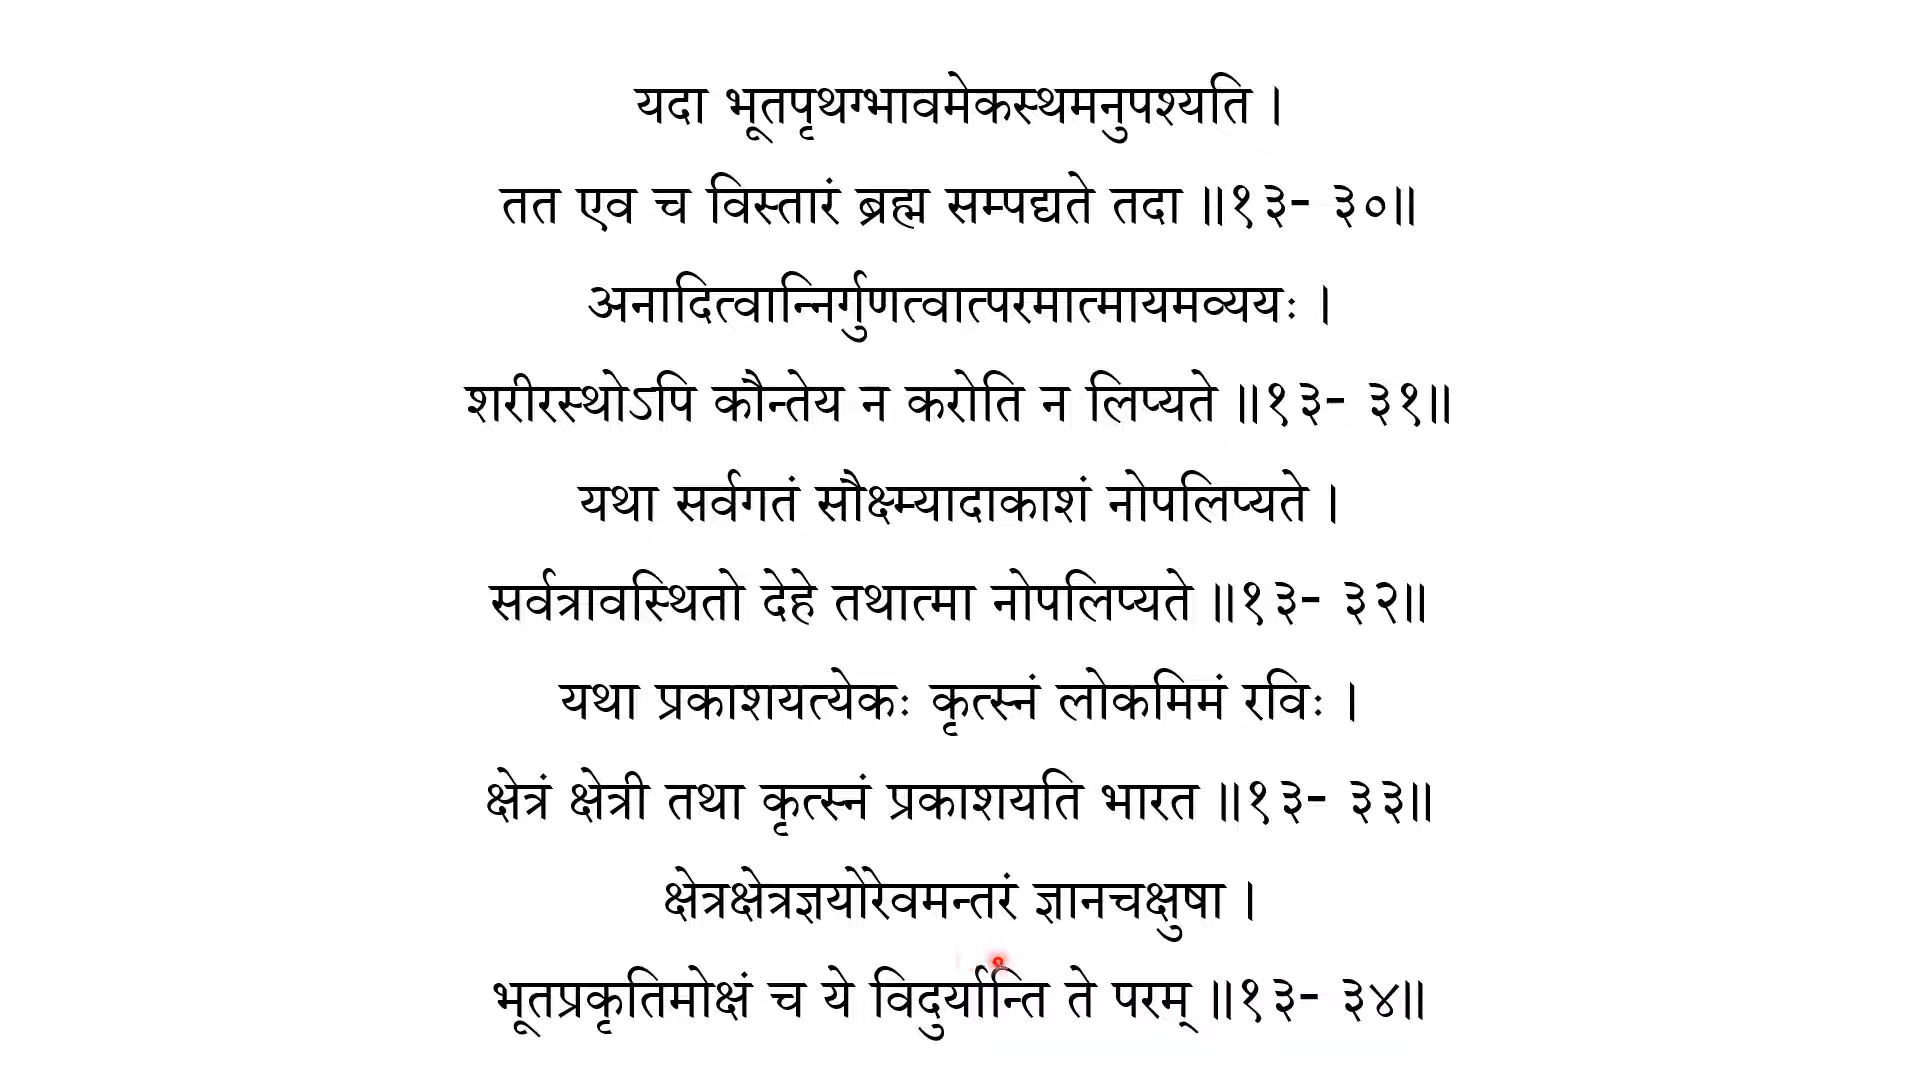 यदा भूतपृथग्भावमेकस्थमनुपश्यति ।
तत एव च विस्तारं ब्रह्म सम्पद्यते तदा ॥१३- ३०॥
अनादित्वान्निर्गुणत्वात्परमात्मायमव्ययः ।
शरीरस्थोऽपि कौन्तेय न करोति न लिप्यते ॥१३- ३१॥
यथा सर्वगतं सौक्ष्म्यादाकाशं नोपलिप्यते ।
सर्वत्रावस्थितो देहे तथात्मा नोपलिप्यते ॥१३- ३२॥
यथा प्रकाशयत्येकः कृत्स्नं लोकमिमं रविः ।
क्षेत्रं क्षेत्री तथा कृत्स्नं प्रकाशयति भारत ॥१३- ३३॥
क्षेत्रक्षेत्रज्ञयोरेवमन्तरं ज्ञानचक्षुषा ।
भूतप्रकृतिमोक्षं च ये विदुर्यान्ति ते परम् ॥१३- ३४॥